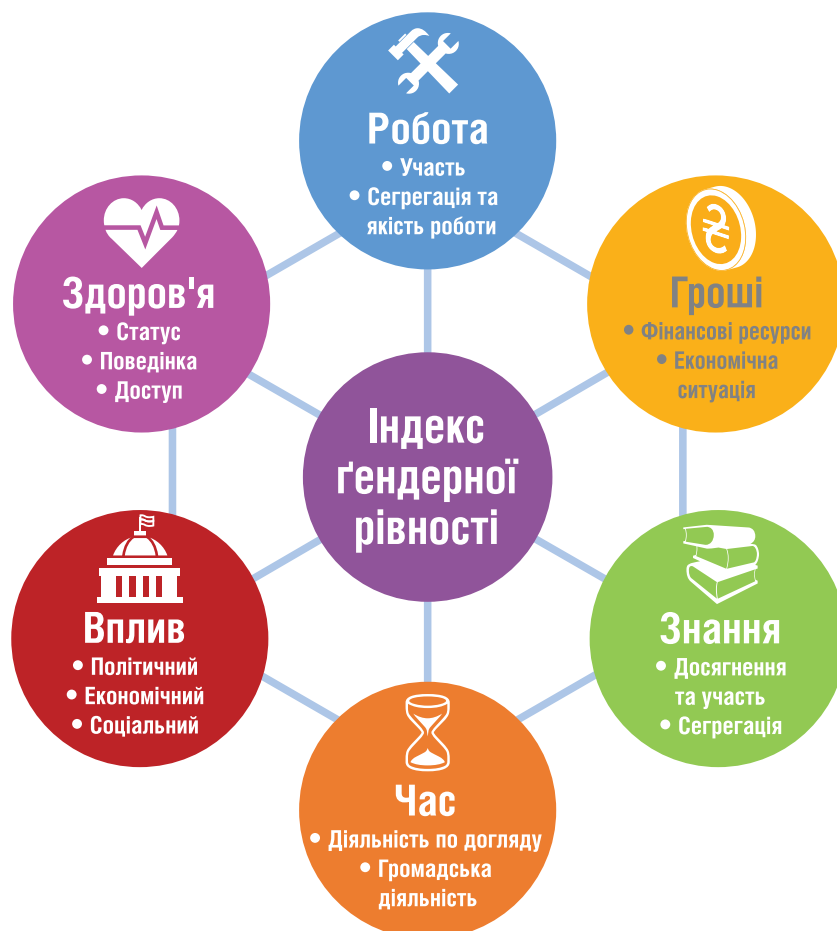 Робота
• Участь
• Сегрегація та
якість роботи
Здоров'я
• Статус
• Поведінка
• Доступ
₴
Гроші
• Фінансові ресурси
• Економічна
ситуація
Індекс
ґендерної
рівності
Вплив
• Політичний
• Економічний
• Соціальний
Знання
• Досягнення
та участь
• Сегрегація
Час
• Діяльність по догляду
• Громадська
діяльність